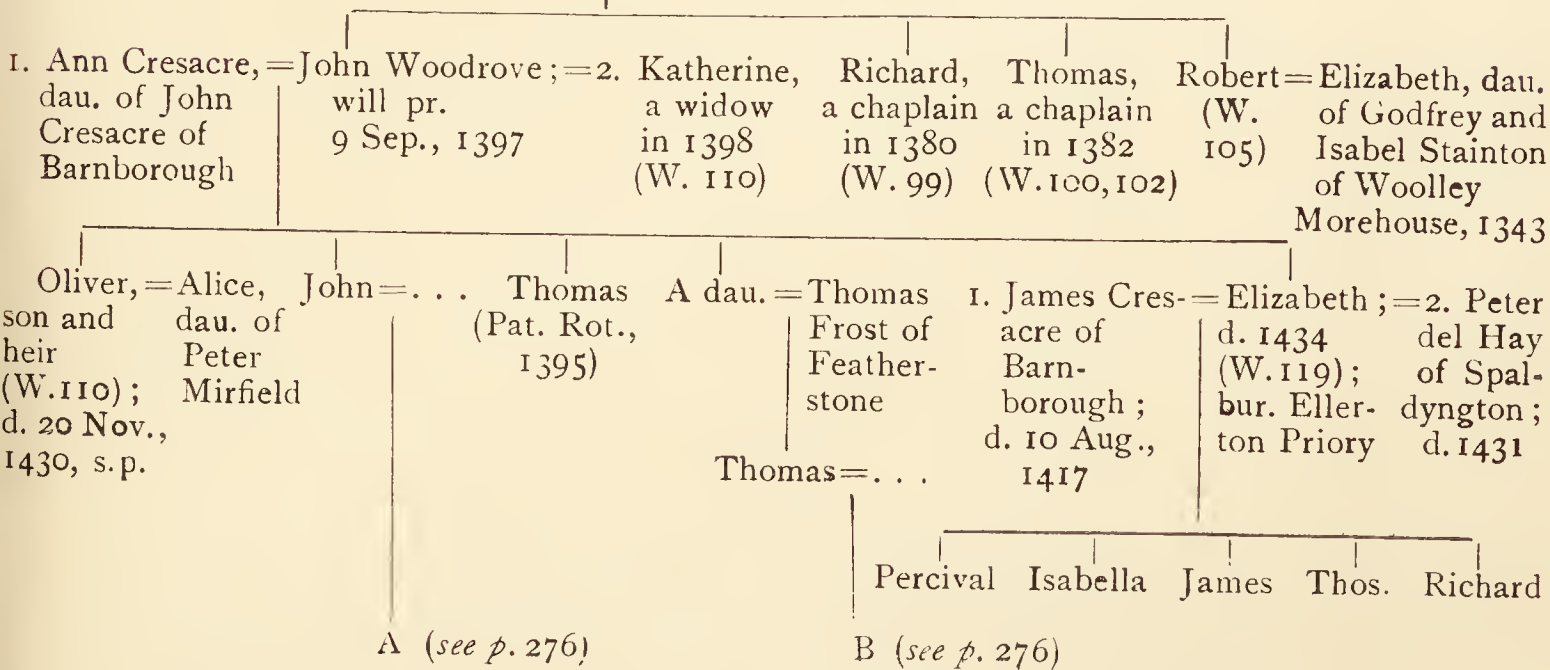 1. Ann Cresacre,
dau. of John
Cresacre of
Barnborough
=John Woodrove;=
will pr.
9 Sep., 1397
2. Katherine,
a widow
in 1398
(W. 110)
Richard,
a chaplain
in 1380
(W. 99)
Thomas,
a chaplain
in 1382
(W. 100, 102)
Robert=
(W.
105)
Elizabeth, dau.
of Godfrey and
Isabel Stainton
of Woolley
Morehouse, 1343
Oliver,=
son and
heir
(W. 110);
d. 20 Nov.,
1430, s.p.
Alice,
dau. of
Peter
Mirfield
John=. . .
Thomas
(Pat. Rot.,
1395)
A dau.=
Thomas
Frost of
Feather-
stone
1. James Cres-
acre of
Barn-
borough;
d. 10 Aug.,
1417
=Elizabeth;=
d. 1434
(W. 119);
bur. Eller-
ton Priory
2. Peter
del Hay
of Spal-
dyngton;
d. 1431
Thomas=. . .
Percival Isabella James Thos. Richard
A (see p. 276)
B (see p. 276)